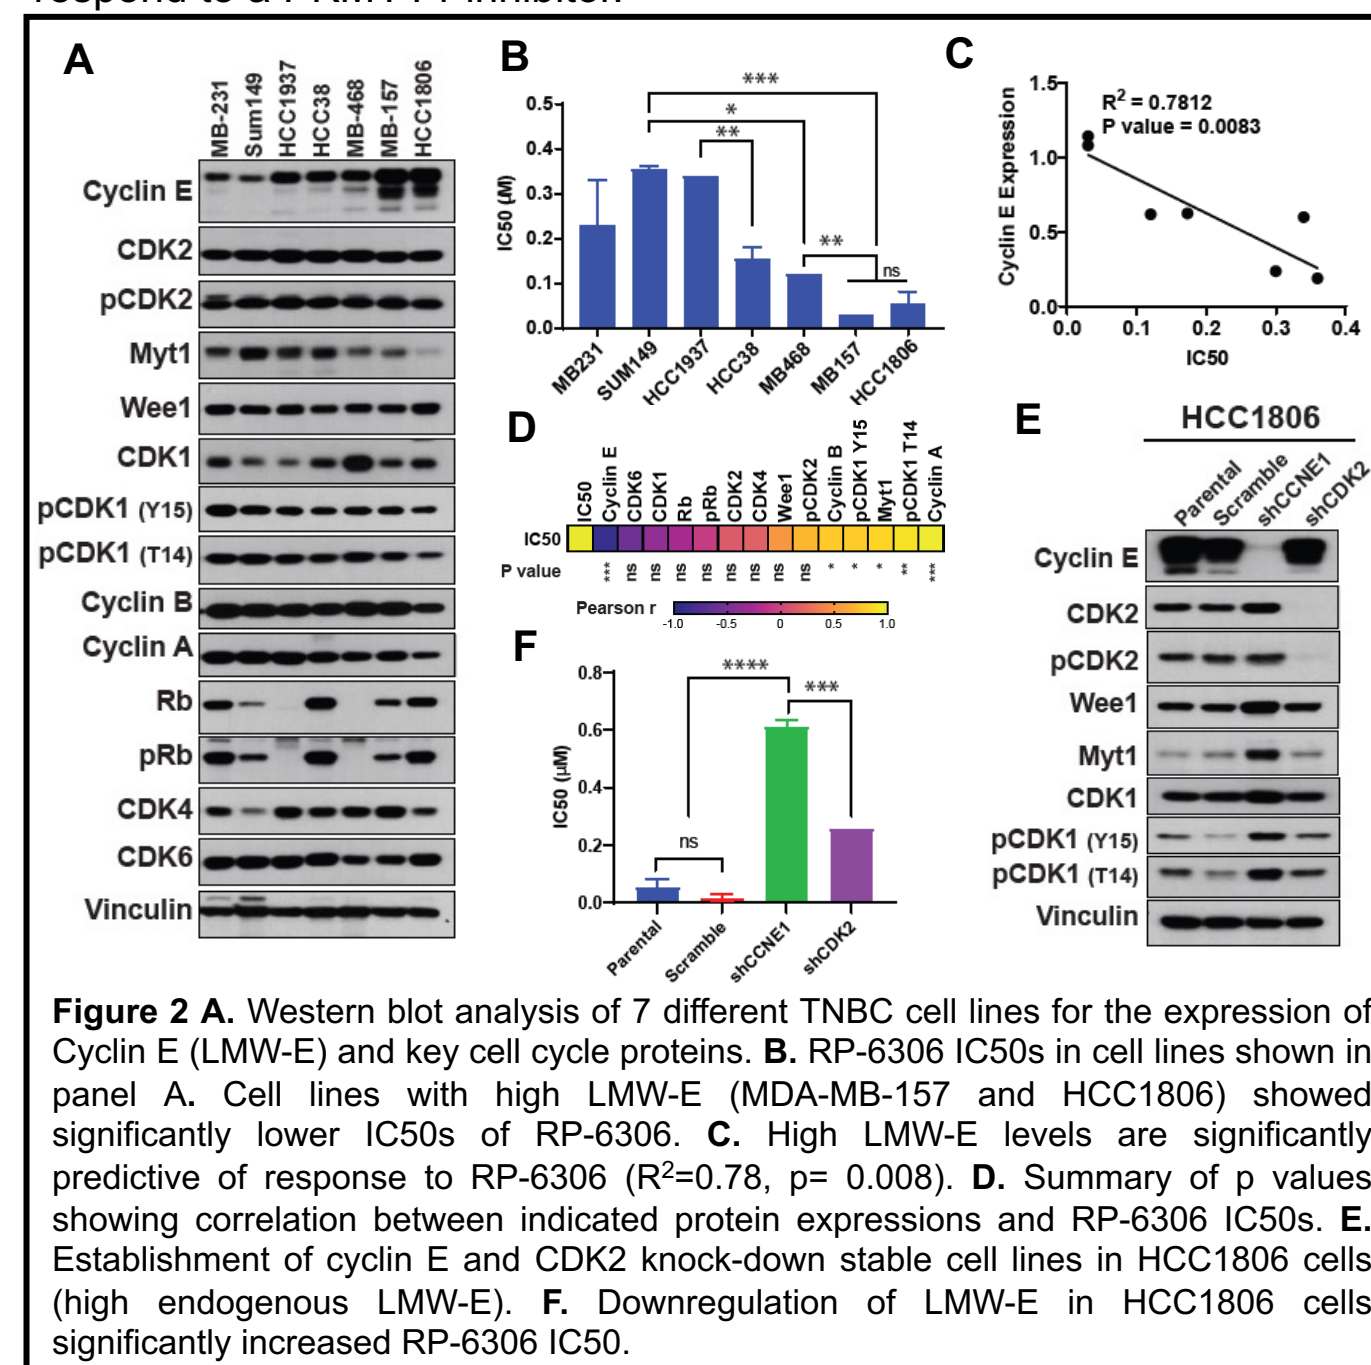 respond to a PKMYT1 inhibitor.
A
MB-231
Sum149
HCC1937
HCC38
MB-468
MB-157
HCC1806
Cyclin E
CDK2
pCDK2
Myt1
Wee1
CDK1
pCDK1 (Y15)
pCDK1 (T14)
Cyclin B
Cyclin A
Rb
pRb
CDK4
CDK6
Vinculin
B
***
*
**
**
ns
IC50 (µM)
0.5
0.4
0.3
0.2
0.1
0.0
MB231
SUM149
HCC1937
HCC38
MB468
MB157
HCC1806
C
R² = 0.7812
P value = 0.0083
Cyclin E Expression
1.5
1.0
0.5
0.0
0.0 0.1 0.2 0.3 0.4
IC50
D
IC50
Cyclin E
CDK6
CDK1
Rb
pRb
CDK2
CDK4
Wee1
pCDK2
Cyclin B
pCDK1 Y15
Myt1
pCDK1 T14
Cyclin A
IC50
P value *** ns ns ns ns ns ns ns ns * * * ** ***
Pearson r
-1.0 -0.5 0 0.5 1.0
E
HCC1806
Parental
Scramble
shCCNE1
shCDK2
Cyclin E
CDK2
pCDK2
Wee1
Myt1
CDK1
pCDK1 (Y15)
pCDK1 (T14)
Vinculin
F
****
***
ns
IC50 (µM)
0.8
0.6
0.4
0.2
0.0
Parental
Scramble
shCCNE1
shCDK2
Figure 2 A. Western blot analysis of 7 different TNBC cell lines for the expression of
Cyclin E (LMW-E) and key cell cycle proteins. B. RP-6306 IC50s in cell lines shown in
panel A. Cell lines with high LMW-E (MDA-MB-157 and HCC1806) showed
significantly lower IC50s of RP-6306. C. High LMW-E levels are significantly
predictive of response to RP-6306 (R²=0.78, p= 0.008). D. Summary of p values
showing correlation between indicated protein expressions and RP-6306 IC50s. E.
Establishment of cyclin E and CDK2 knock-down stable cell lines in HCC1806 cells
(high endogenous LMW-E). F. Downregulation of LMW-E in HCC1806 cells
significantly increased RP-6306 IC50.